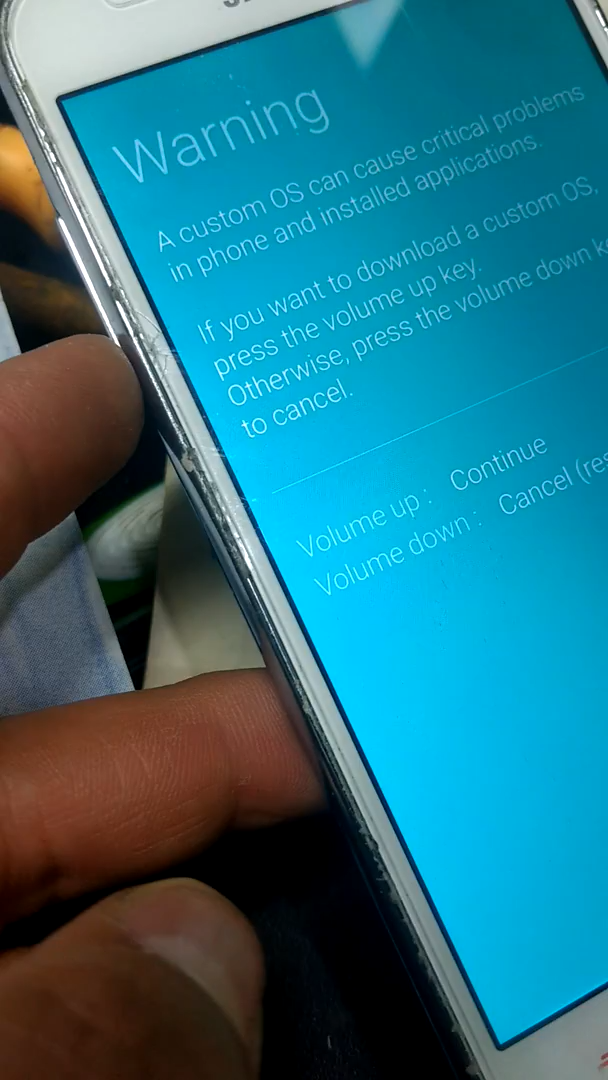 Warning
A custom OS can cause critical problems
in phone and installed applications.
If you want to download a custom OS,
press the volume up key.
Otherwise, press the volume down
to cancel.
Volume up : Continue
Volume down : Cancel